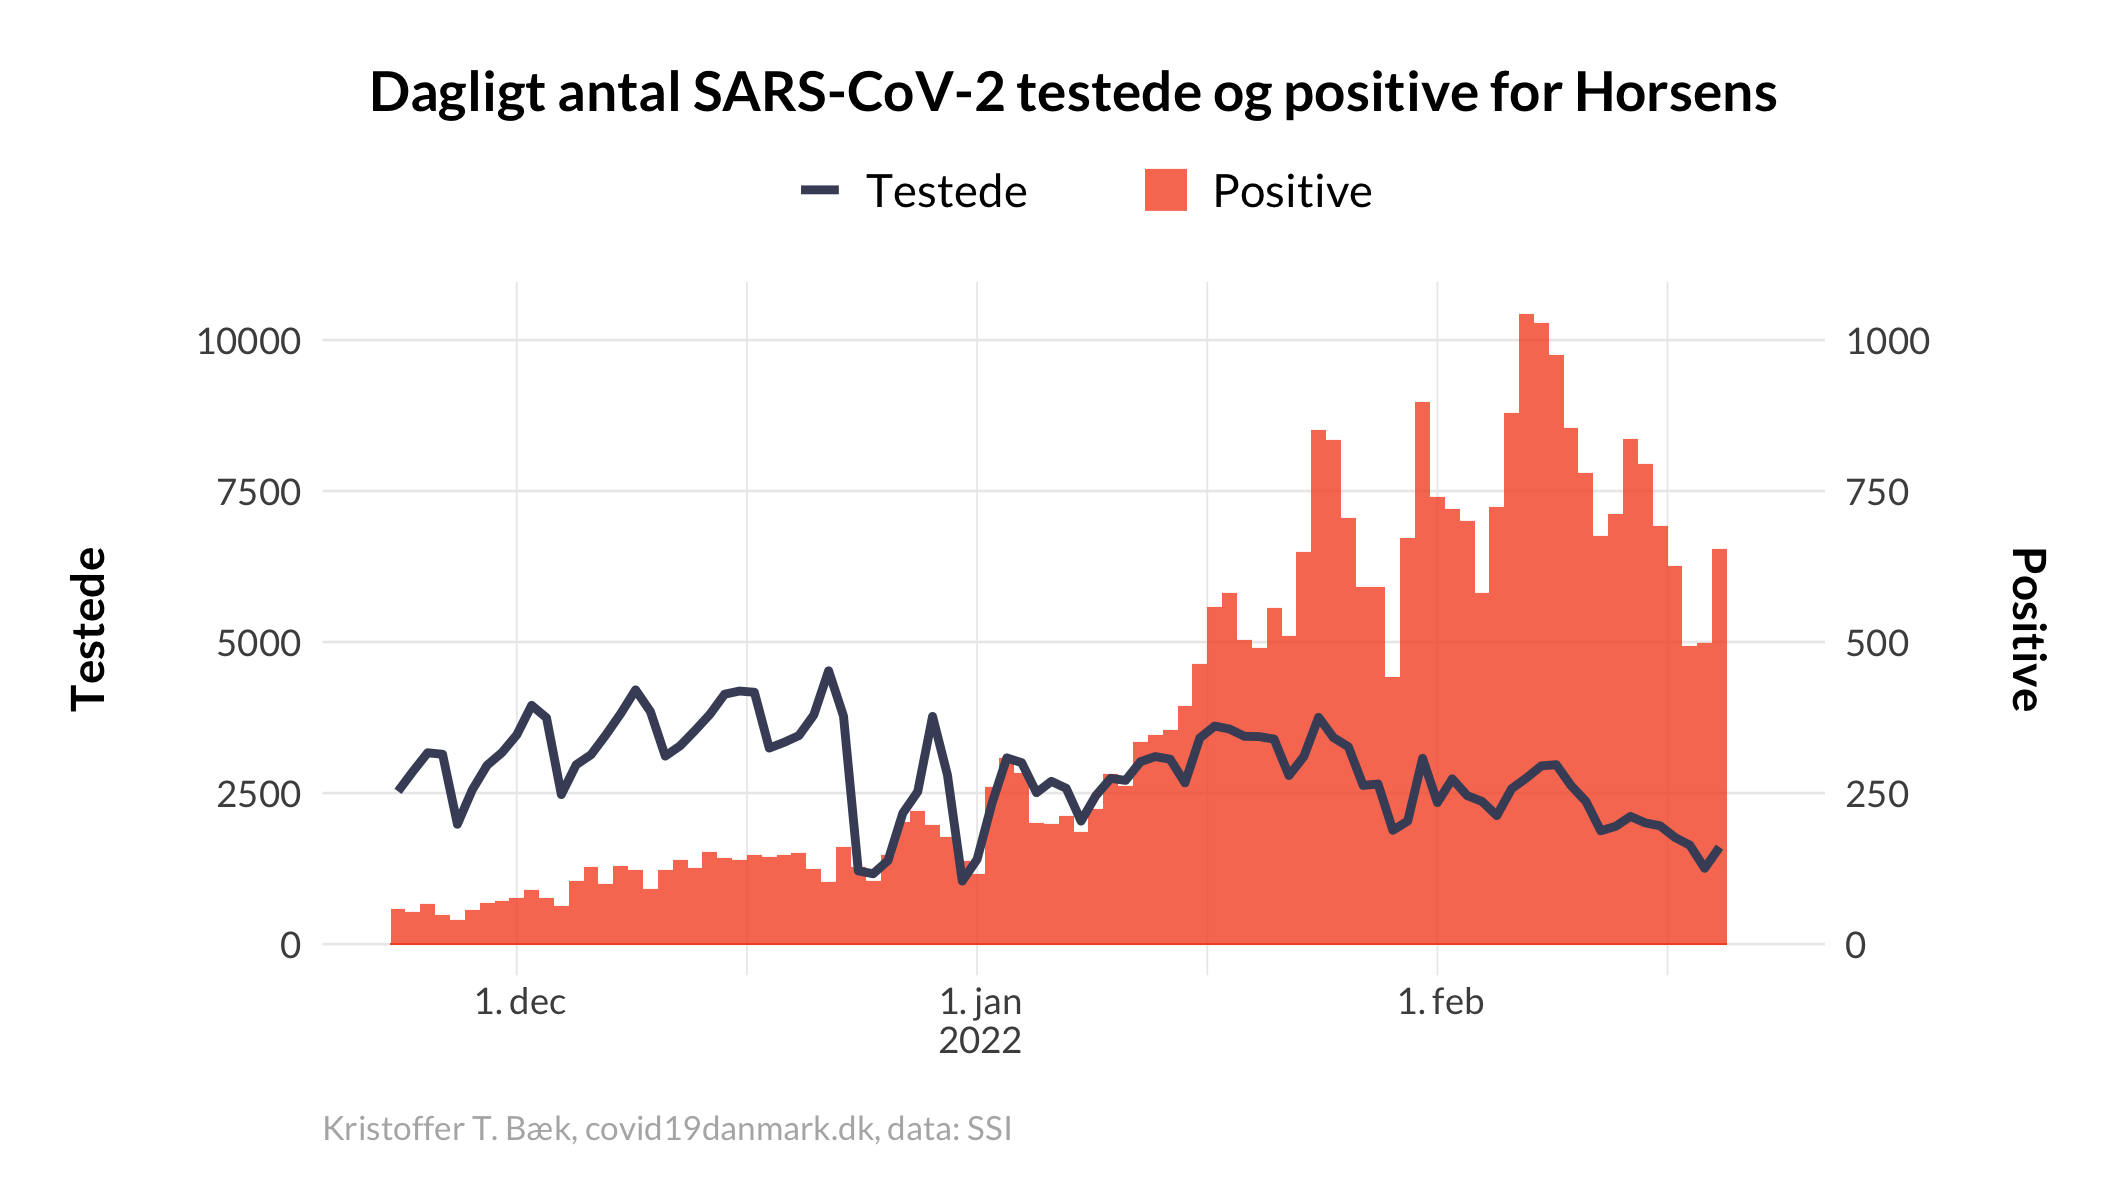 Dagligt antal SARS-CoV-2 testede og positive for Horsens
Testede
Positive
10000
7500
5000
2500
0
Testede
1000
750
500
250
0
Positive
1. dec
1. jan
2022
1. feb
Kristoffer T. Bæk, covid19danmark.dk, data: SSI